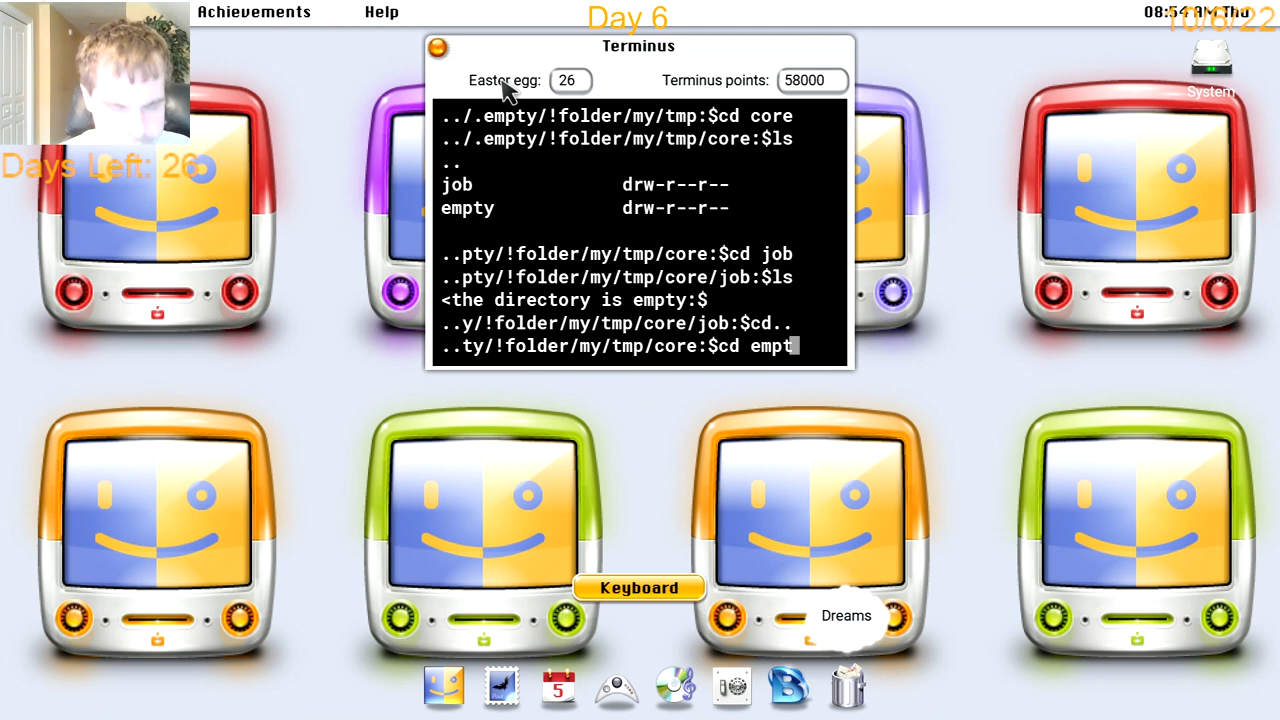 Achievements
Help
Day 6
08:54 AM Thu
10/6/22
Terminus
Easter egg: 26
Terminus points: 58000
System
Days Left: 26
../.empty/!folder/my/tmp:$cd core
../.empty/!folder/my/tmp/core:$ls
..
job drw-r--r--
empty drw-r--r--
..pty/!folder/my/tmp/core:$cd job
..pty/!folder/my/tmp/core/job:$ls
<the directory is empty:$
..y/!folder/my/tmp/core/job:$cd..
..ty/!folder/my/tmp/core:$cd empt
Keyboard
Dreams
5
B